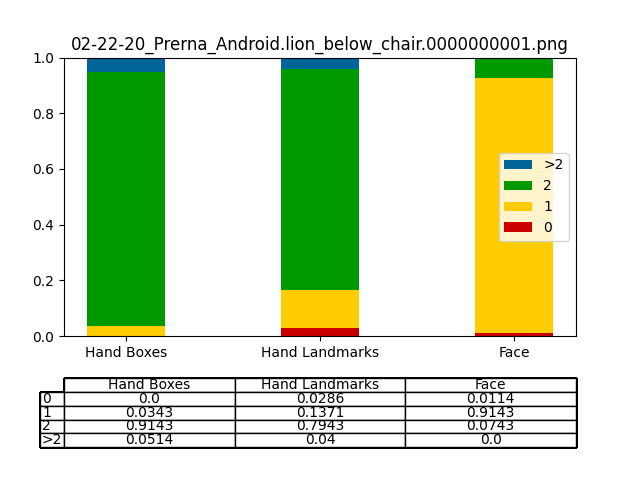 02-22-20_Prerna_Android.lion_below_chair.0000000001.png
1.0
0.8
0.6
0.4
0.2
0.0
>2
2
1
0
Hand Boxes Hand Landmarks Face
Hand Boxes Hand Landmarks Face
0 0.0 0.0286 0.0114
1 0.0343 0.1371 0.9143
2 0.9143 0.7943 0.0743
>2 0.0514 0.04 0.0